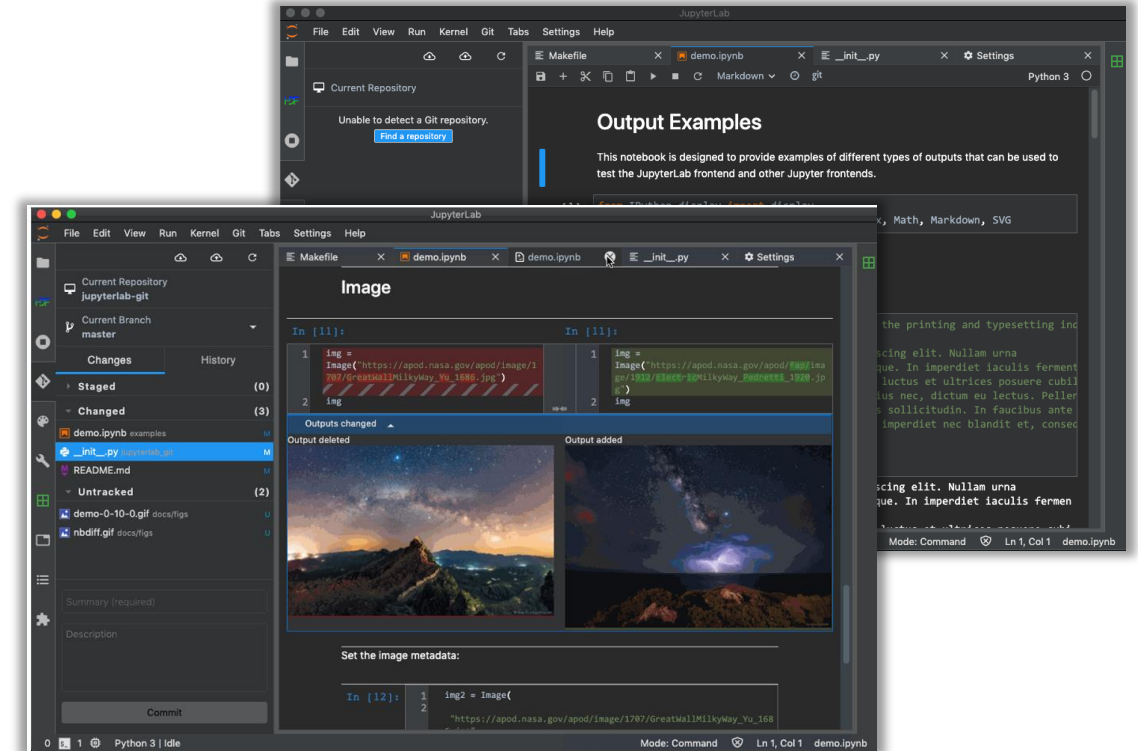 JupyterLab
File Edit View Run Kernel Git Tabs Settings Help
Makefile demo.ipynb __init__.py Settings
Markdown git Python 3
Current Repository
Unable to detect a Git repository.
Find a repository
Output Examples
This notebook is designed to provide examples of different types of outputs that can be used to
test the JupyterLab frontend and other Jupyter frontends.
x, Math, Markdown, SVG
the printing and typesetting ind
scing elit. Nullam urna
que. In imperdiet iaculis ferment
luctus et ultrices posuere cubil
ius nec, dictum eu lectus. Peller
s sollicitudin. In faucibus ante
imperdiet nec blandit et, consec
scing elit. Nullam urna
que. In imperdiet iaculis fermen
Mode: Command Ln 1, Col 1 demo.ipynb
JupyterLab
File Edit View Run Kernel Git Tabs Settings Help
Makefile demo.ipynb demo.ipynb __init__.py Settings
Current Repository
jupyterlab-git
Current Branch
master
Changes History
Staged (0)
Changed (3)
demo.ipynb examples M
__init__.py jupyterlab_git M
README.md M
Untracked (2)
demo-0-10-0.gif docs/figs U
nbdiff.gif docs/figs U
Summary (required)
Description
Commit
Image
In [11]: In [11]:
1 img =
Image("https://apod.nasa.gov/apod/image/1
707/GreatWallMilkyWay_Yu_1686.jpg")
2 img
1 img =
Image("https://apod.nasa.gov/apod/fap/ima
ge/1912/ElectricMilkyWay_Pedretti_1920.jp
g")
2 img
Outputs changed
Output deleted Output added
Set the image metadata:
In [12]: 1 img2 = Image(
2
"https://apod.nasa.gov/apod/image/1707/GreatWallMilkyWay_Yu_168
0 1 Python 3 | Idle Mode: Command Ln 1, Col 1 demo.ipynb